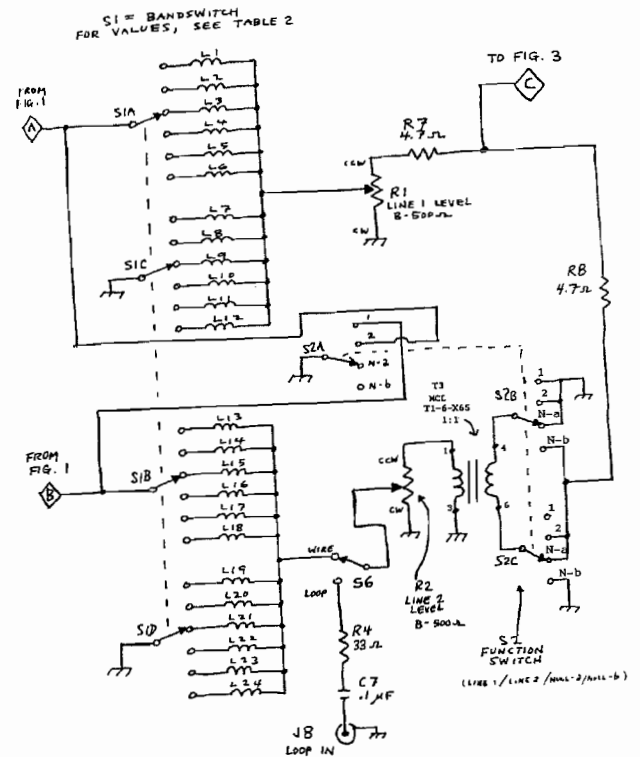 S1 = BANDSWITCH
FOR VALUES, SEE TABLE 2
TO FIG. 3
C
FROM
FIG. 1
A
S1A
L1
L2
L3
L4
L5
L6
L7
L8
S1C
L9
L10
L11
L12
R7
4.7Ω
CCW
R1
LINE 1 LEVEL
B-500Ω
CW
R8
4.7Ω
1
2
S2A
N-2
N-b
T3
MCL
T1-6-X65
1:1
S2B
1
2
N-a
N-b
FROM
FIG. 1
B
S1B
L13
L14
L15
L16
L17
L18
L19
L20
S1D
L21
L22
L23
L24
CCW
CW
1
3
4
6
1
2
N-a
S2C
N-b
WIRE
S6
LOOP
R2
LINE 2
LEVEL
B-500Ω
R4
33Ω
C7
.1µF
J8
LOOP IN
FUNCTION
SWITCH
(LINE 1/LINE 2/NULL-2/NULL-b)